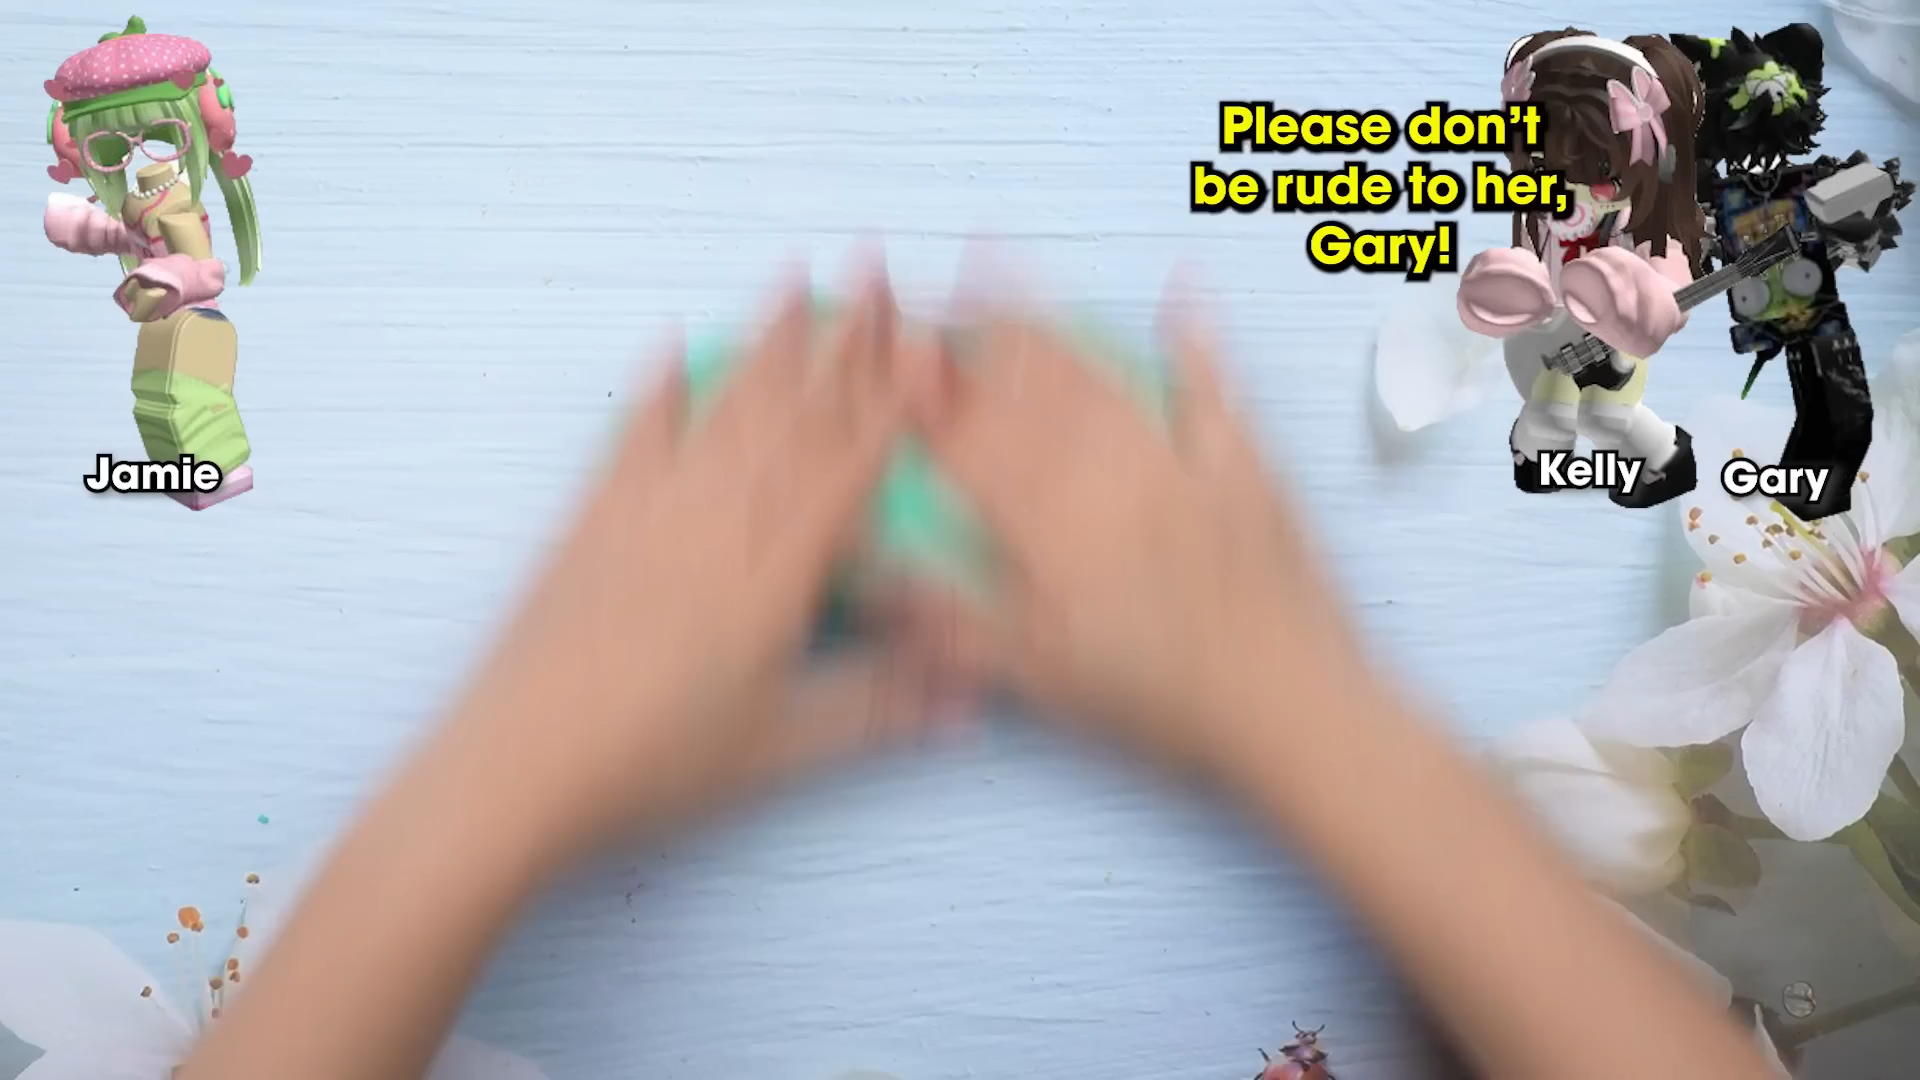 Please don't
be rude to her,
Gary!
Jamie
Kelly
Gary